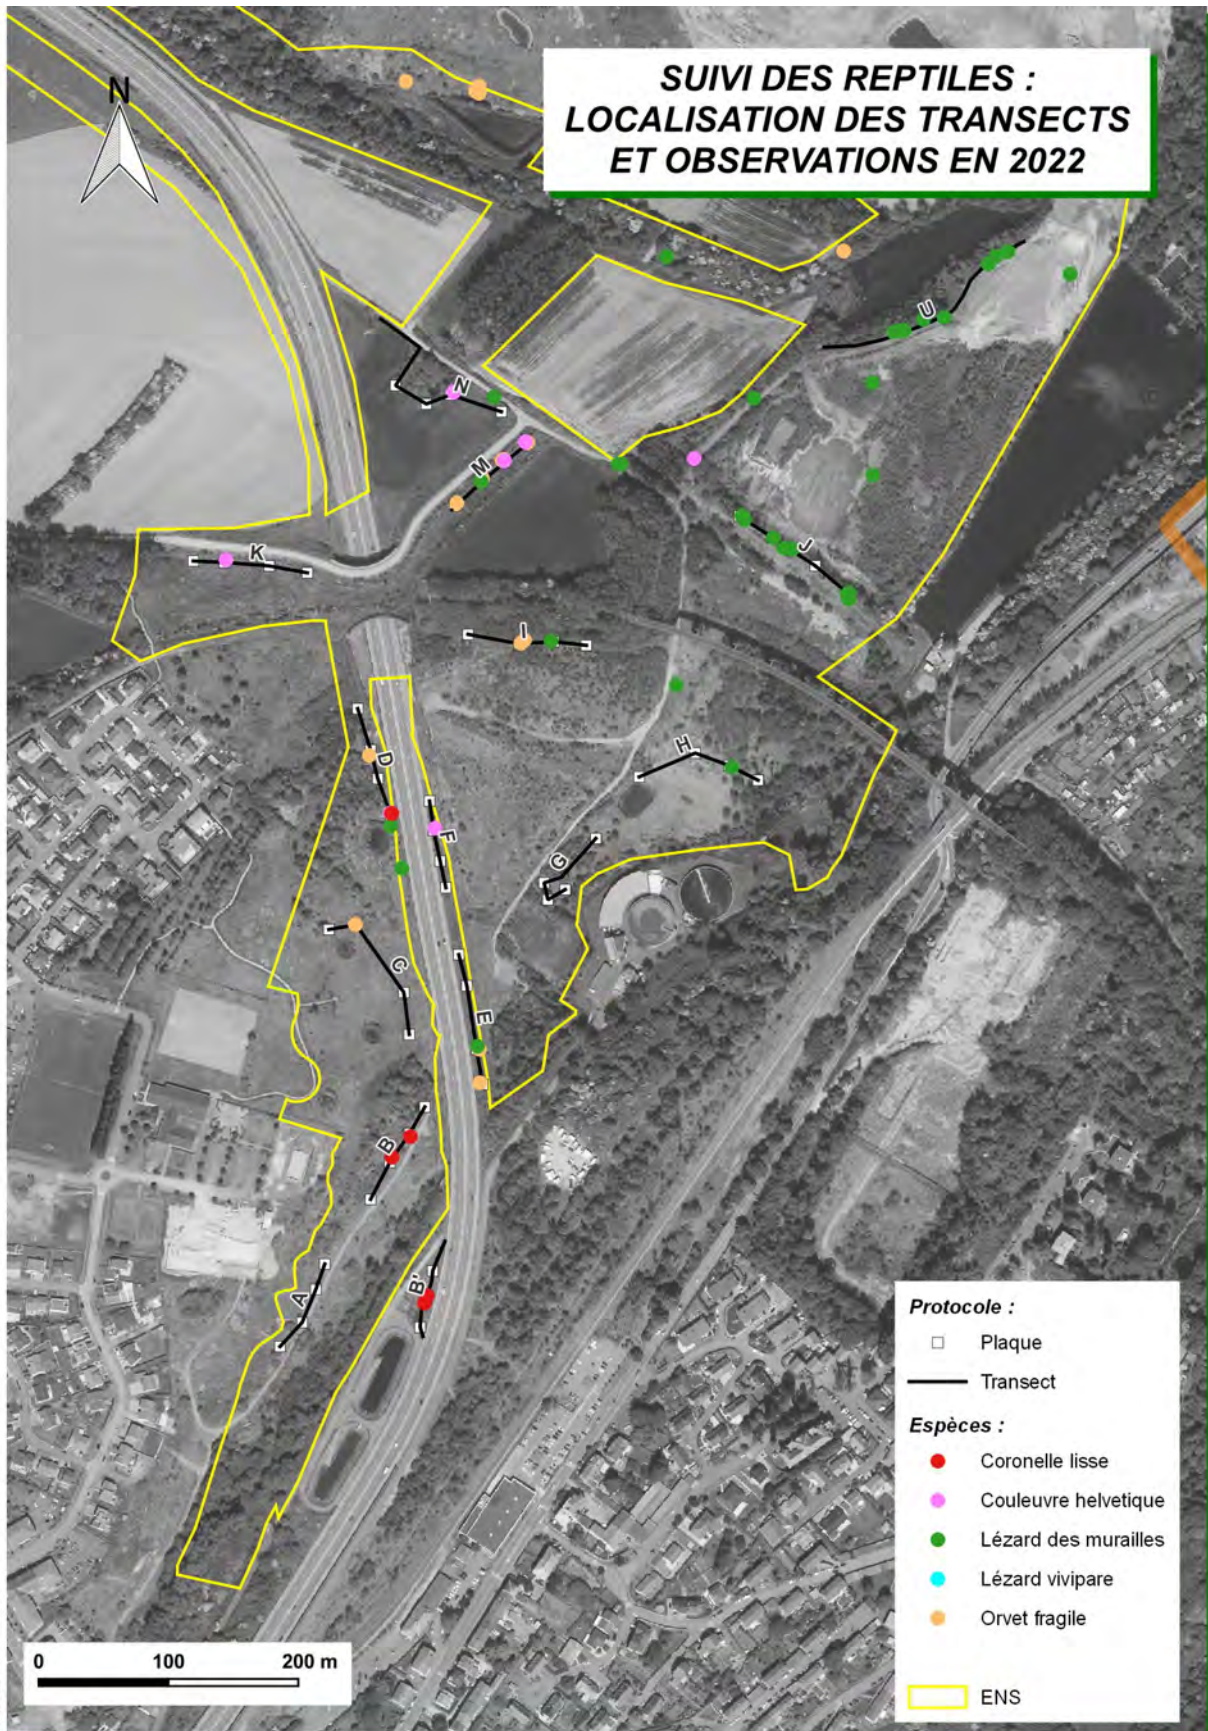 SUIVI DES REPTILES :
LOCALISATION DES TRANSECTS
ET OBSERVATIONS EN 2022
N
U
N
M
K
J
I
H
D
F
G
C
E
B
B'
A
Protocole :
Plaque
Transect
Espèces :
Coronelle lisse
Couleuvre helvetique
Lézard des murailles
Lézard vivipare
Orvet fragile
ENS
0 100 200 m